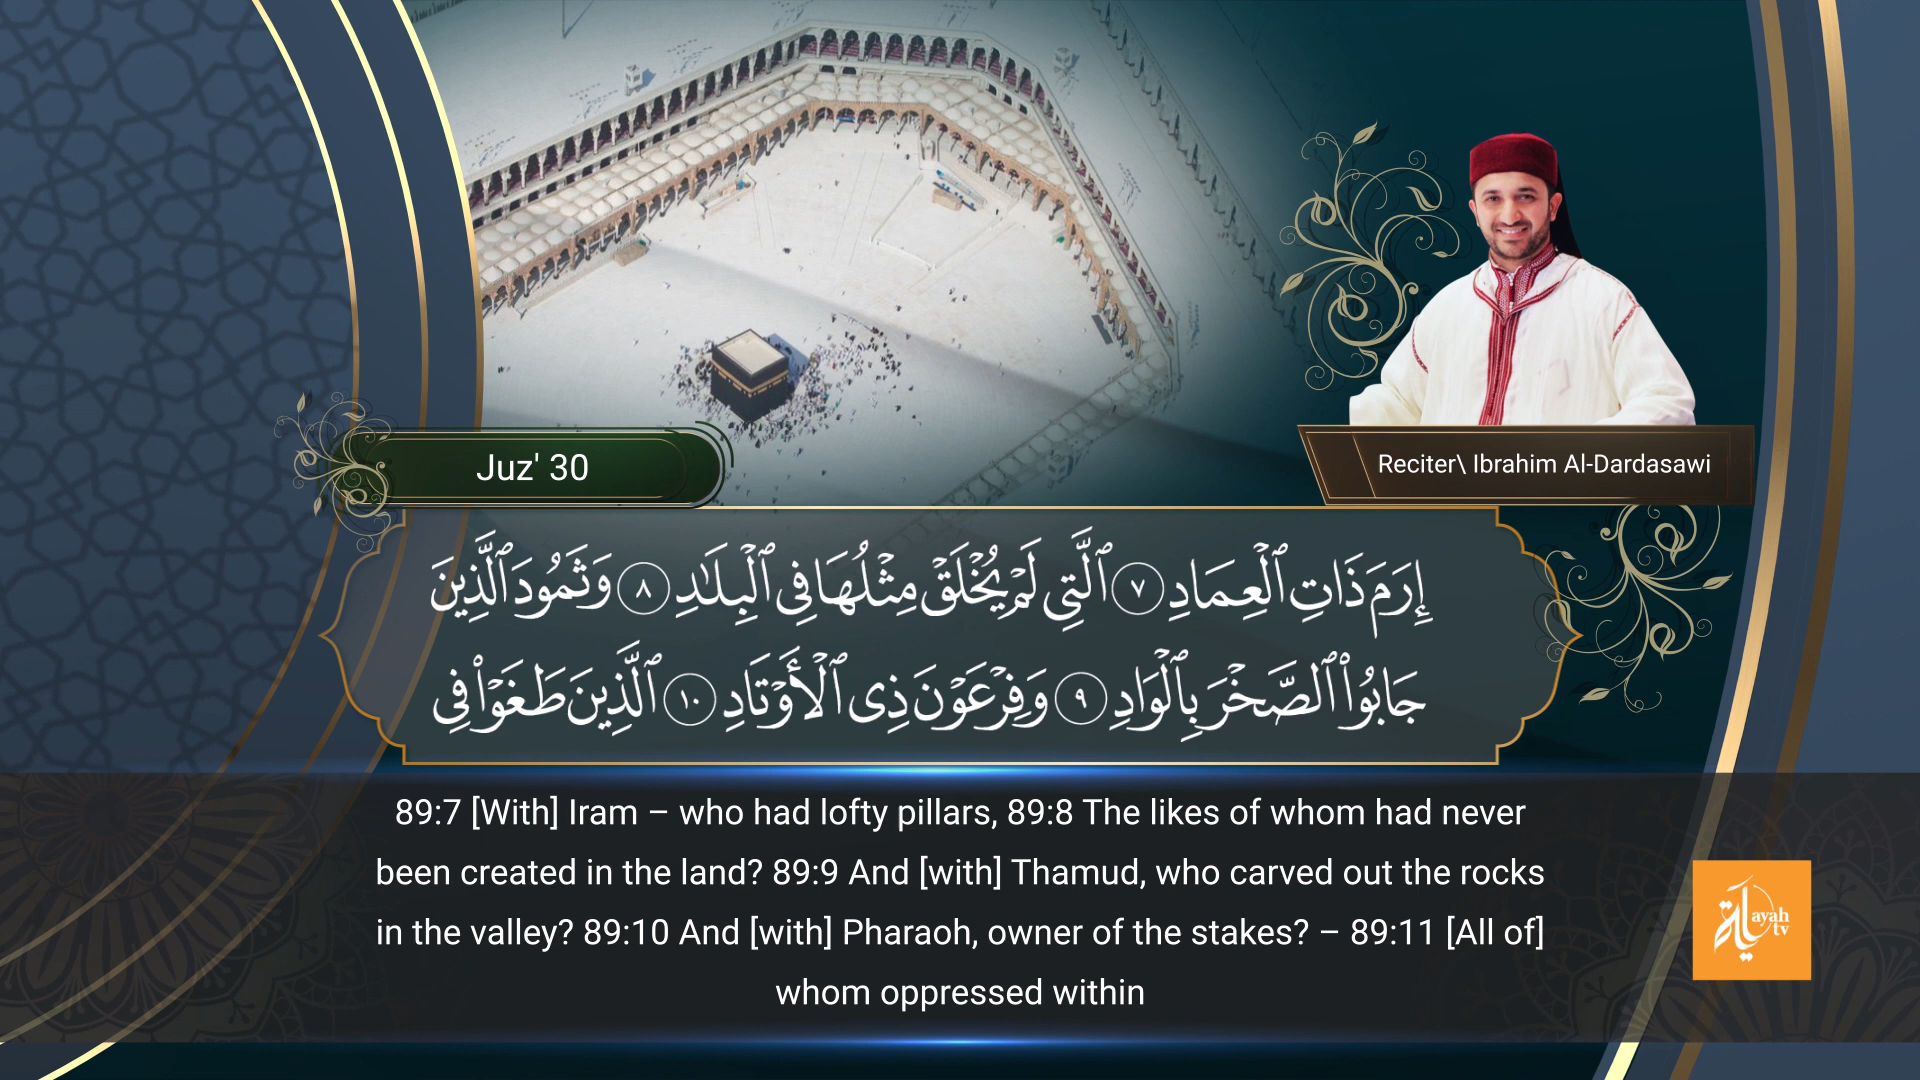 Juz' 30
Reciter\ Ibrahim Al-Dardasawi
إِرَمَ ذَاتِ ٱلْعِمَادِ ٧ ٱلَّتِى لَمْ يُخْلَقْ مِثْلُهَا فِى ٱلْبِلَـٰدِ ٨ وَثَمُودَ ٱلَّذِينَ
جَابُوا۟ ٱلصَّخْرَ بِٱلْوَادِ ٩ وَفِرْعَوْنَ ذِى ٱلْأَوْتَادِ ١٠ ٱلَّذِينَ طَغَوْا۟ فِى
89:7 [With] Iram – who had lofty pillars, 89:8 The likes of whom had never
been created in the land? 89:9 And [with] Thamud, who carved out the rocks
in the valley? 89:10 And [with] Pharaoh, owner of the stakes? – 89:11 [All of]
whom oppressed within
آية
ayah
tv